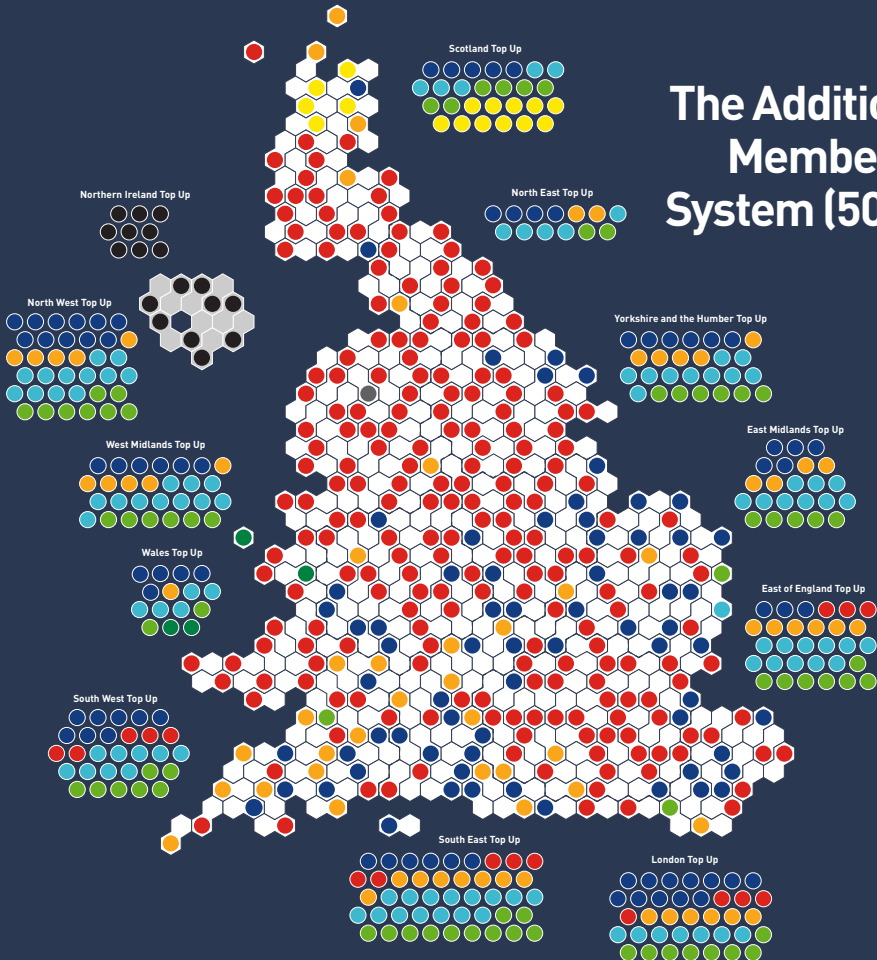 Scotland Top Up
The Additio
Membe
System (50
Northern Ireland Top Up
North East Top Up
North West Top Up
Yorkshire and the Humber Top Up
East Midlands Top Up
West Midlands Top Up
Wales Top Up
East of England Top Up
South West Top Up
South East Top Up
London Top Up